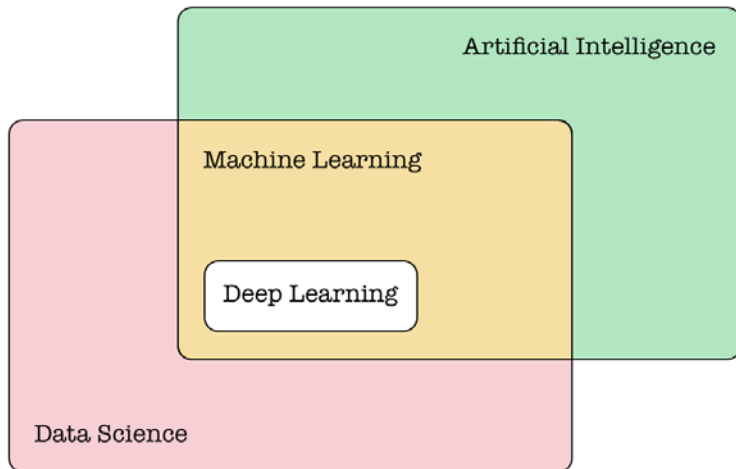 Artificial Intelligence
Machine Learning
Deep Learning
Data Science